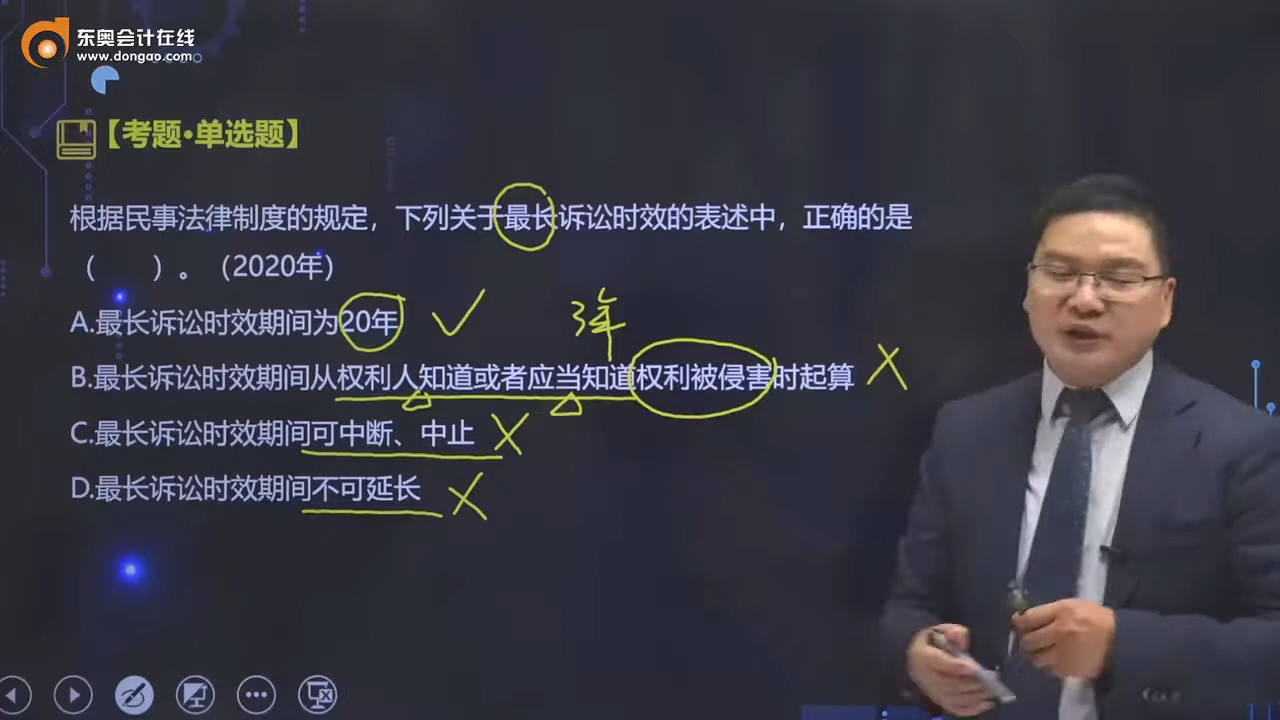 东奥会计在线
www.dongao.com
【考题•单选题】
根据民事法律制度的规定，下列关于最长诉讼时效的表述中，正确的是
（　　）。（2020年）
A.最长诉讼时效期间为20年
3年
B.最长诉讼时效期间从权利人知道或者应当知道权利被侵害时起算
C.最长诉讼时效期间可中断、中止
D.最长诉讼时效期间不可延长